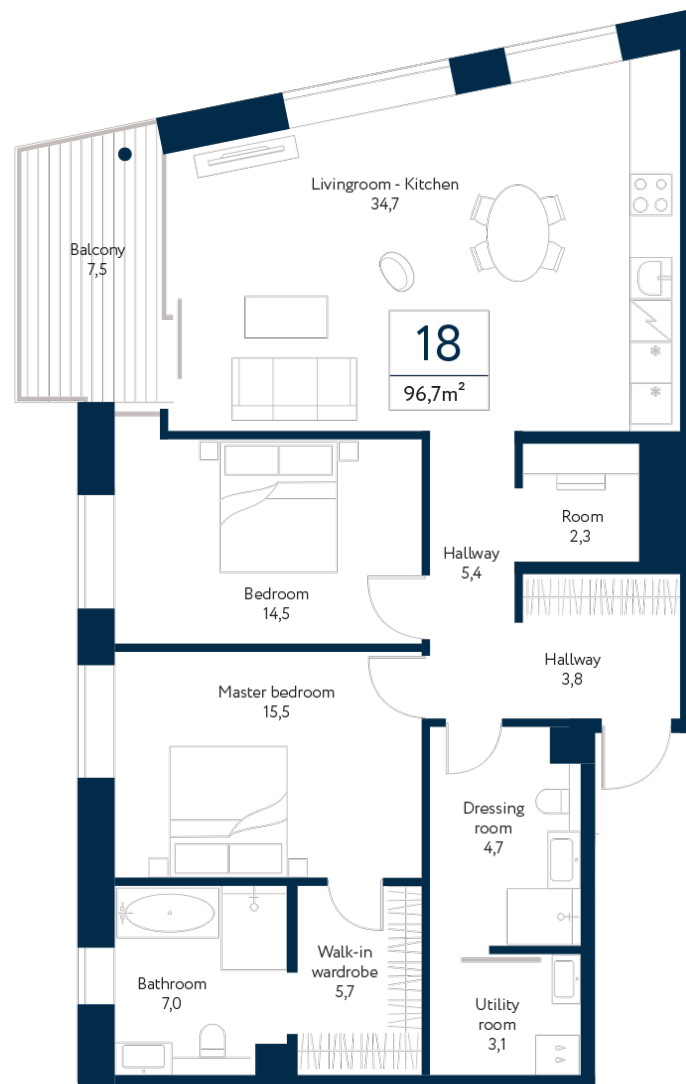 Livingroom - Kitchen
34,7
Balcony
7,5
18
96,7m²
Room
2,3
Hallway
5,4
Bedroom
14,5
Hallway
3,8
Master bedroom
15,5
Dressing
room
4,7
Walk-in
wardrobe
5,7
Bathroom
7,0
Utility
room
3,1